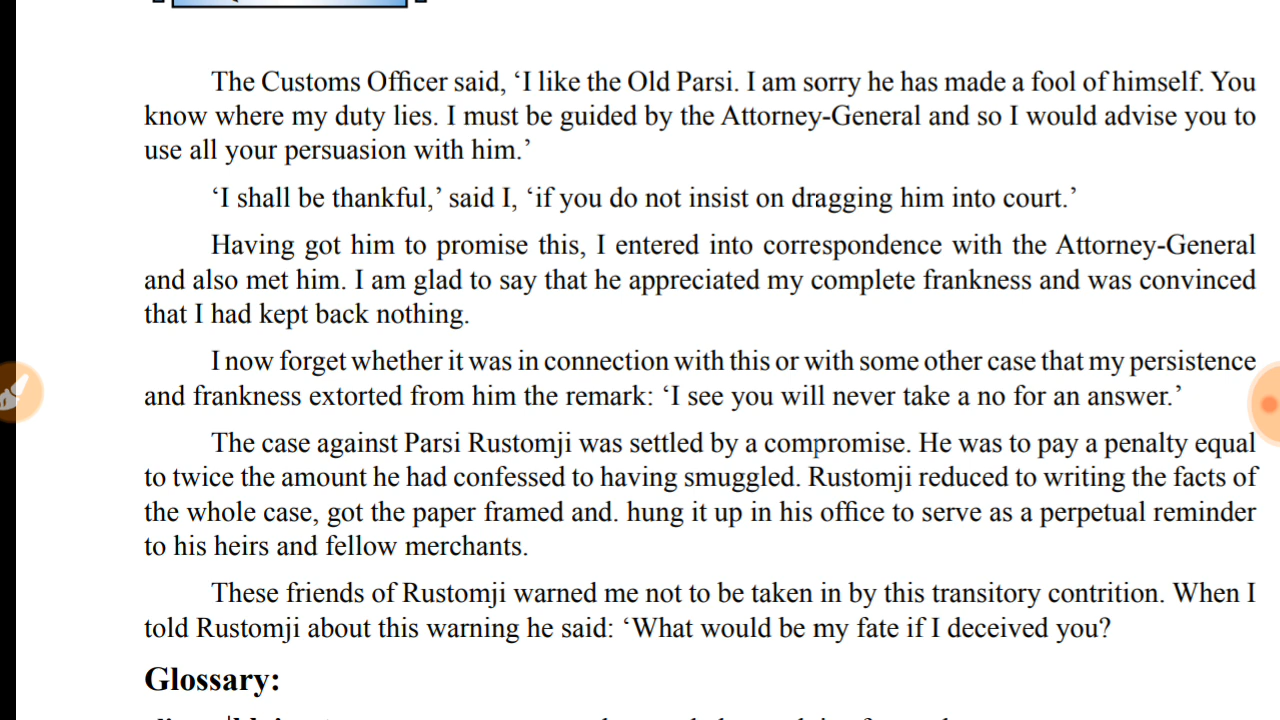 The Customs Officer said, ‘I like the Old Parsi. I am sorry he has made a fool of himself. You
know where my duty lies. I must be guided by the Attorney-General and so I would advise you to
use all your persuasion with him.’
‘I shall be thankful,’ said I, ‘if you do not insist on dragging him into court.’
Having got him to promise this, I entered into correspondence with the Attorney-General
and also met him. I am glad to say that he appreciated my complete frankness and was convinced
that I had kept back nothing.
I now forget whether it was in connection with this or with some other case that my persistence
and frankness extorted from him the remark: ‘I see you will never take a no for an answer.’
The case against Parsi Rustomji was settled by a compromise. He was to pay a penalty equal
to twice the amount he had confessed to having smuggled. Rustomji reduced to writing the facts of
the whole case, got the paper framed and. hung it up in his office to serve as a perpetual reminder
to his heirs and fellow merchants.
These friends of Rustomji warned me not to be taken in by this transitory contrition. When I
told Rustomji about this warning he said: ‘What would be my fate if I deceived you?
Glossary: